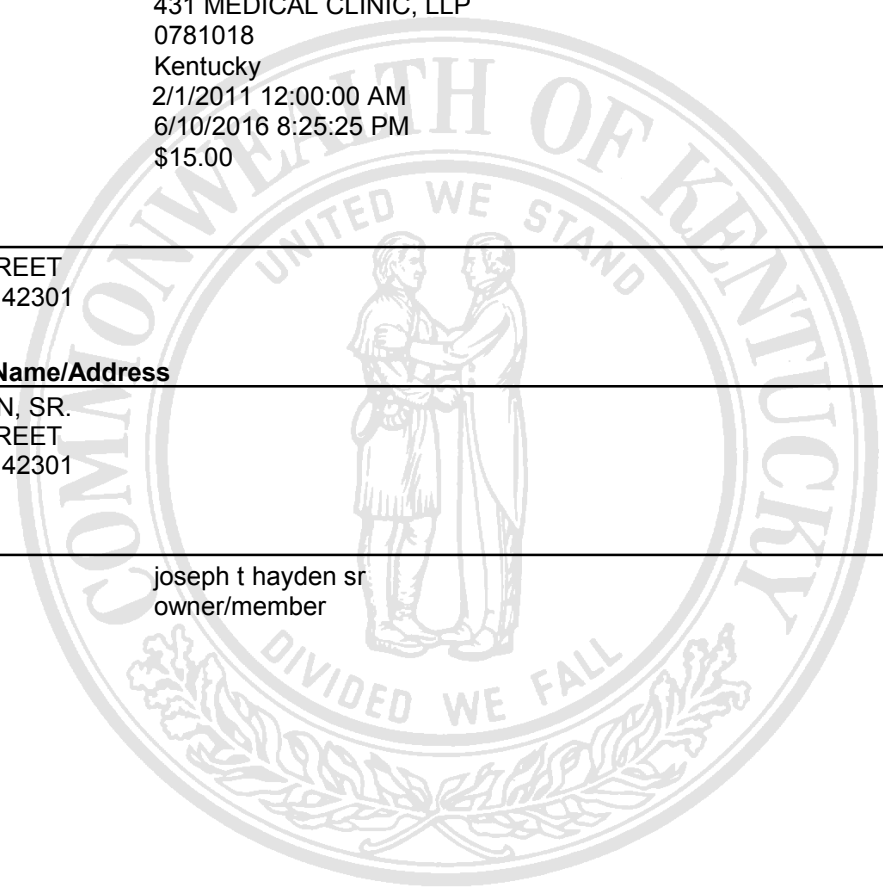 431 MEDICAL CLINIC, LLP
0781018
Kentucky
2/1/2011 12:00:00 AM
6/10/2016 8:25:25 PM
$15.00
REET
42301
Name/Address
N, SR.
REET
42301
joseph t hayden sr
owner/member
COMMONWEALTH OF KENTUCKY
UNITED WE STAND
DIVIDED WE FALL